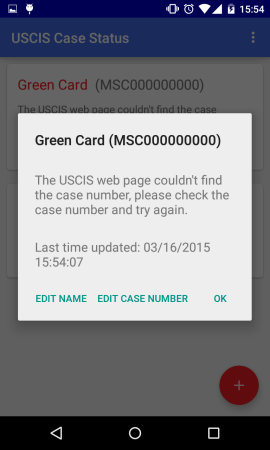 15:54
USCIS Case Status
Green Card (MSC000000000)
The USCIS web page couldn't find the case
Green Card (MSC000000000)
The USCIS web page couldn't find
the case number, please check the
case number and try again.
Last time updated: 03/16/2015
15:54:07
EDIT NAME EDIT CASE NUMBER OK
+